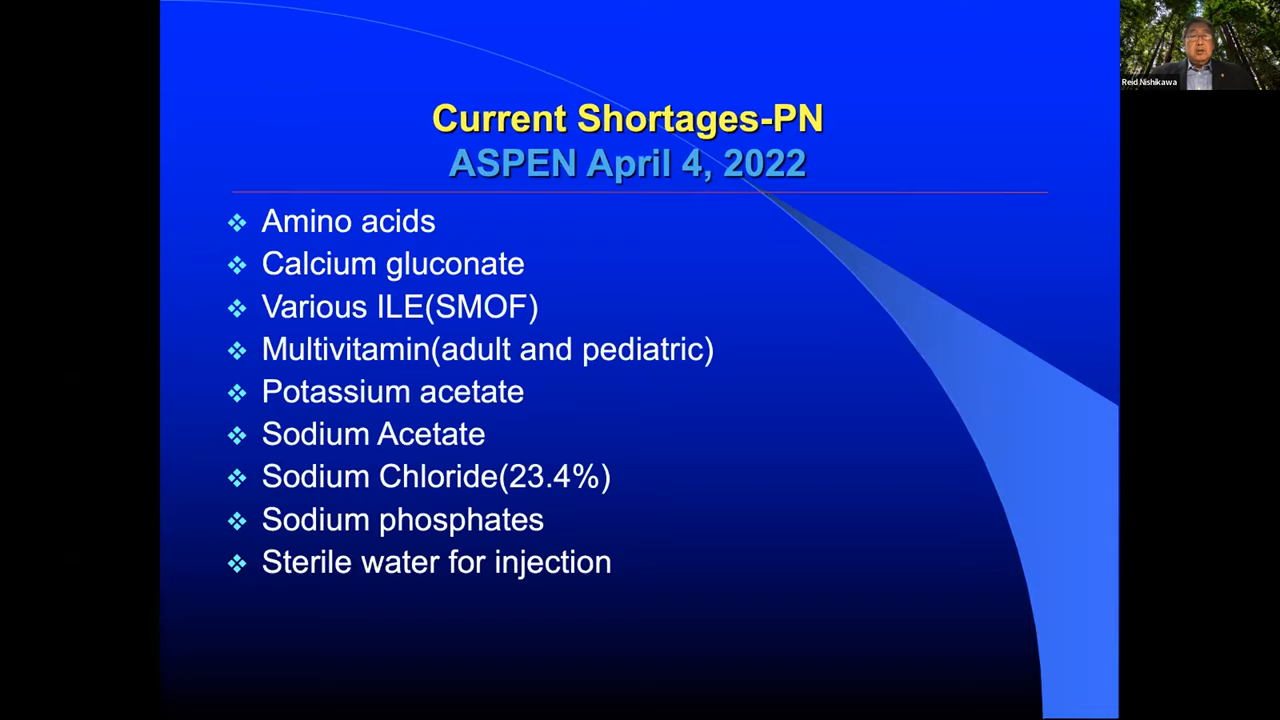 Current Shortages-PN
ASPEN April 4, 2022
Amino acids
Calcium gluconate
Various ILE(SMOF)
Multivitamin(adult and pediatric)
Potassium acetate
Sodium Acetate
Sodium Chloride(23.4%)
Sodium phosphates
Sterile water for injection
Reid Nishikawa